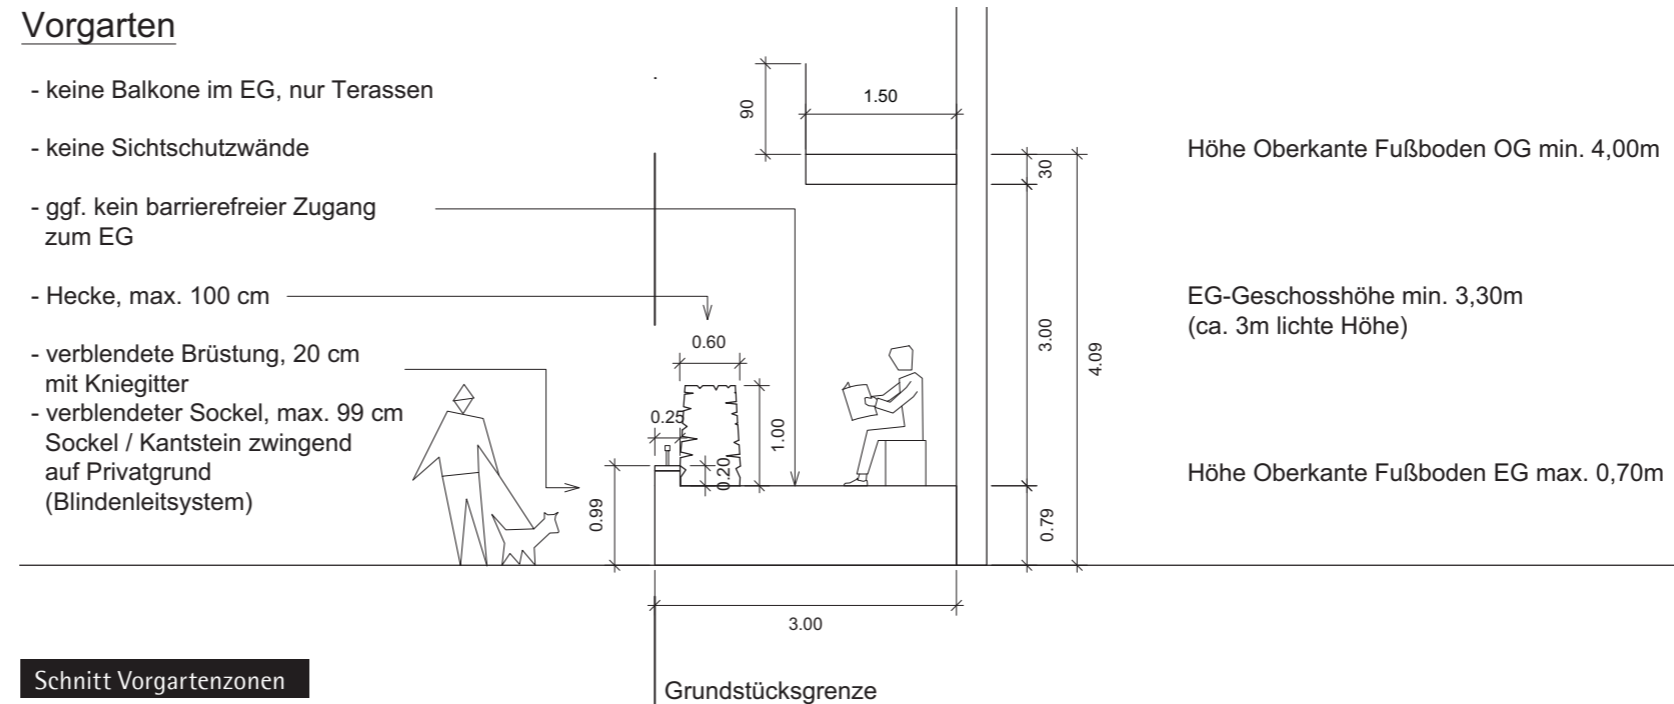 Vorgarten
- keine Balkone im EG, nur Terassen
- keine Sichtschutzwände
- ggf. kein barrierefreier Zugang
zum EG
- Hecke, max. 100 cm
- verblendete Brüstung, 20 cm
mit Kniegitter
- verblendeter Sockel, max. 99 cm
Sockel / Kantstein zwingend
auf Privatgrund
(Blindenleitsystem)
90
1.50
30
3.00
4.09
0.60
0.25
1.00
0.20
0.99
0.79
3.00
Höhe Oberkante Fußboden OG min. 4,00m
EG-Geschosshöhe min. 3,30m
(ca. 3m lichte Höhe)
Höhe Oberkante Fußboden EG max. 0,70m
Schnitt Vorgartenzonen
Grundstücksgrenze